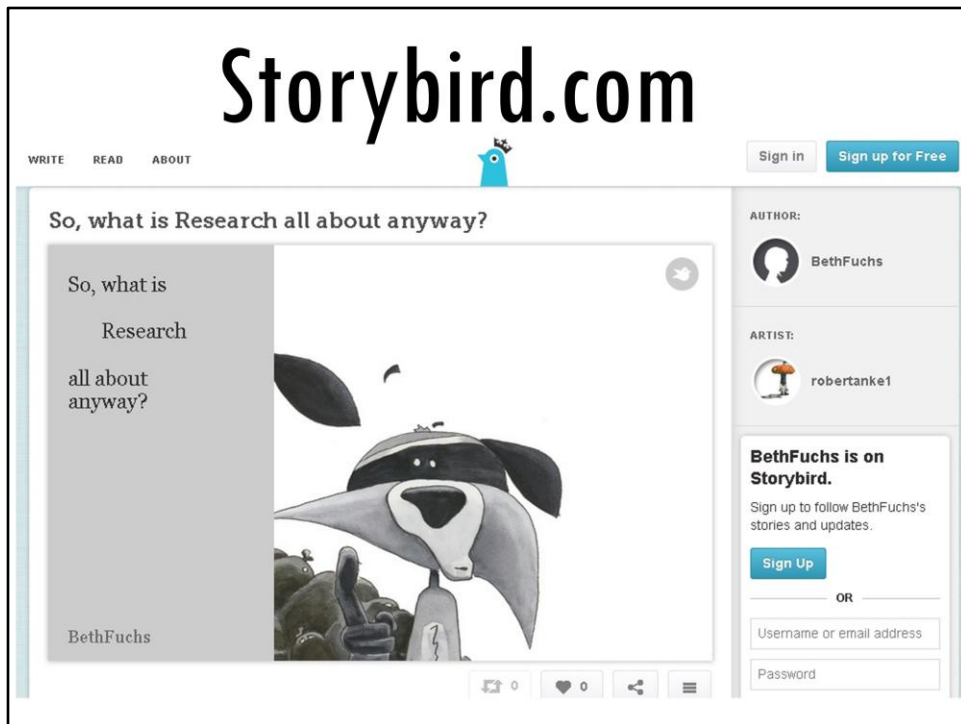 Storybird.com
WRITE READ ABOUT
Sign in Sign up for Free
So, what is Research all about anyway?
So, what is
Research
all about
anyway?
BethFuchs
0 0
AUTHOR:
BethFuchs
ARTIST:
robertanke1
BethFuchs is on
Storybird.
Sign up to follow BethFuchs's
stories and updates.
Sign Up
OR
Username or email address
Password